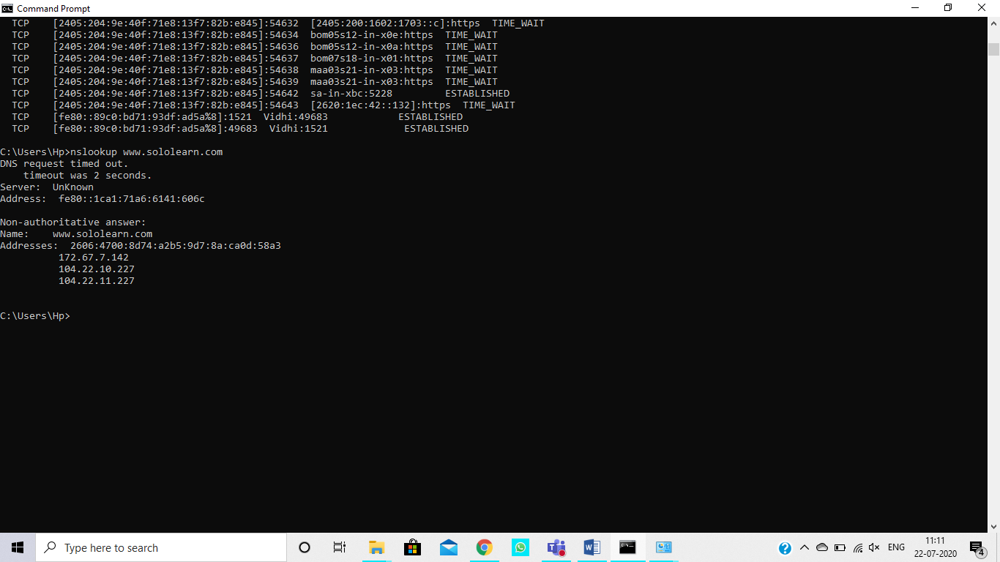 Command Prompt
TCP    [2405:204:9e:40f:71e8:13f7:82b:e845]:54632  [2405:200:1602:1703::c]:https  TIME_WAIT
TCP    [2405:204:9e:40f:71e8:13f7:82b:e845]:54634  bom05s12-in-x0e:https  TIME_WAIT
TCP    [2405:204:9e:40f:71e8:13f7:82b:e845]:54636  bom05s12-in-x0a:https  TIME_WAIT
TCP    [2405:204:9e:40f:71e8:13f7:82b:e845]:54637  bom07s18-in-x01:https  TIME_WAIT
TCP    [2405:204:9e:40f:71e8:13f7:82b:e845]:54638  maa03s21-in-x03:https  TIME_WAIT
TCP    [2405:204:9e:40f:71e8:13f7:82b:e845]:54639  maa03s21-in-x03:https  TIME_WAIT
TCP    [2405:204:9e:40f:71e8:13f7:82b:e845]:54642  sa-in-xbc:5228         ESTABLISHED
TCP    [2405:204:9e:40f:71e8:13f7:82b:e845]:54643  [2620:1ec:42::132]:https  TIME_WAIT
TCP    [fe80::89c0:bd71:93df:ad5a%8]:1521  Vidhi:49683            ESTABLISHED
TCP    [fe80::89c0:bd71:93df:ad5a%8]:49683  Vidhi:1521             ESTABLISHED
C:\Users\Hp>nslookup www.sololearn.com
DNS request timed out.
    timeout was 2 seconds.
Server:  UnKnown
Address:  fe80::1ca1:71a6:6141:606c
Non-authoritative answer:
Name:    www.sololearn.com
Addresses:  2606:4700:8d74:a2b5:9d7:8a:ca0d:58a3
          172.67.7.142
          104.22.10.227
          104.22.11.227
C:\Users\Hp>
Type here to search
ENG
11:11
22-07-2020
4